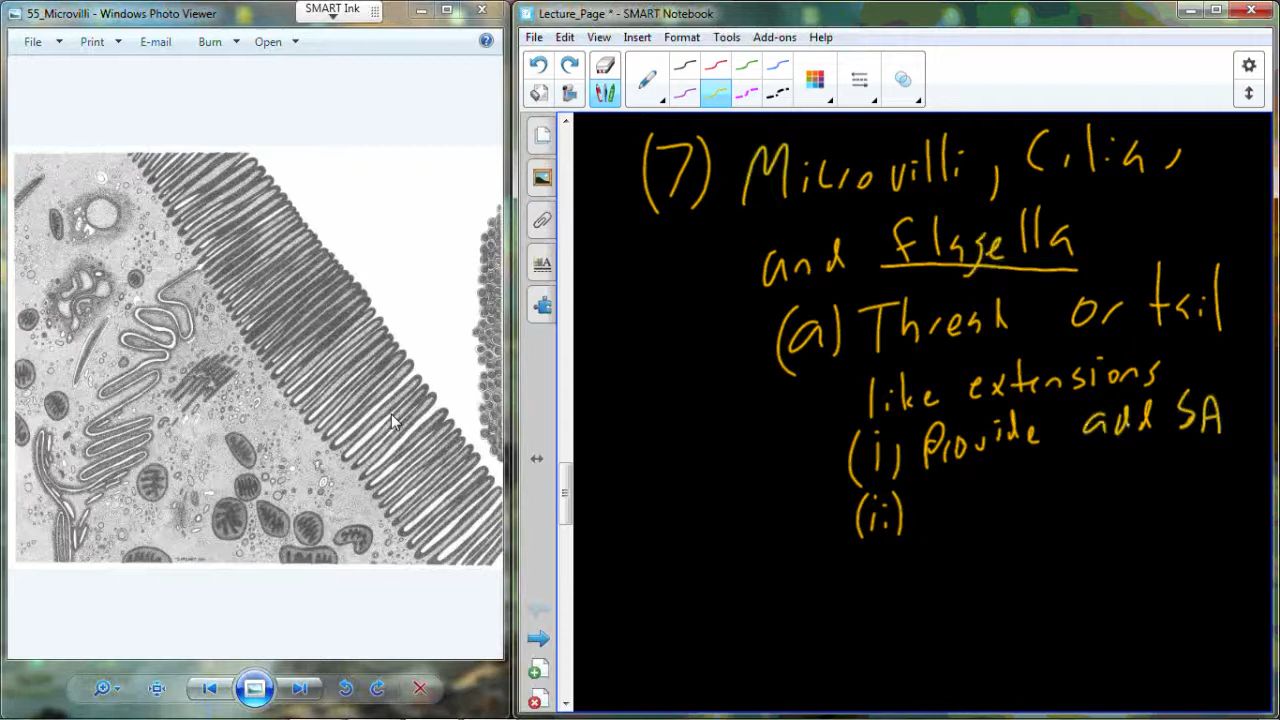 55_Microvilli - Windows Photo Viewer
SMART Ink
File Print E-mail Burn Open
Lecture_Page * - SMART Notebook
File Edit View Insert Format Tools Add-ons Help
(7) Microvilli, Cilia,
and flagella
(a) Thread or tail
like extensions
(i) Provide add SA
(ii)